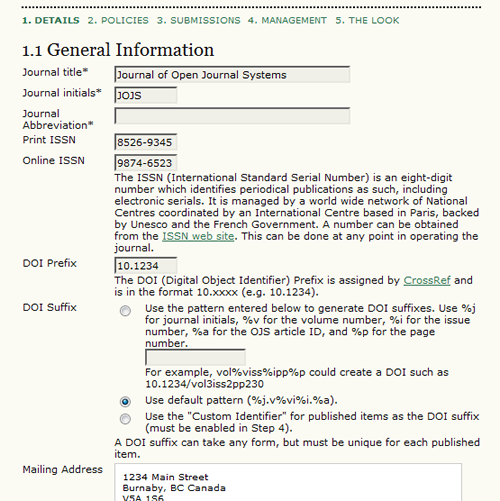 1. DETAILS 2. POLICIES 3. SUBMISSIONS 4. MANAGEMENT 5. THE LOOK
1.1 General Information
Journal title* Journal of Open Journal Systems
Journal initials* JOJS
Journal
Abbreviation*
Print ISSN 8526-9345
Online ISSN 9874-6523
The ISSN (International Standard Serial Number) is an eight-digit
number which identifies periodical publications as such, including
electronic serials. It is managed by a world wide network of National
Centres coordinated by an International Centre based in Paris, backed
by Unesco and the French Government. A number can be obtained
from the ISSN web site. This can be done at any point in operating the
journal.
DOI Prefix 10.1234
The DOI (Digital Object Identifier) Prefix is assigned by CrossRef and
is in the format 10.xxxx (e.g. 10.1234).
DOI Suffix Use the pattern entered below to generate DOI suffixes. Use %j
for journal initials, %v for the volume number, %i for the issue
number, %a for the OJS article ID, and %p for the page
number.
For example, vol%viss%ipp%p could create a DOI such as
10.1234/vol3iss2pp230
Use default pattern (%j.v%vi%i.%a).
Use the "Custom Identifier" for published items as the DOI suffix
(must be enabled in Step 4).
A DOI suffix can take any form, but must be unique for each published
item.
Mailing Address 1234 Main Street
Burnaby, BC Canada
V5A 1S6